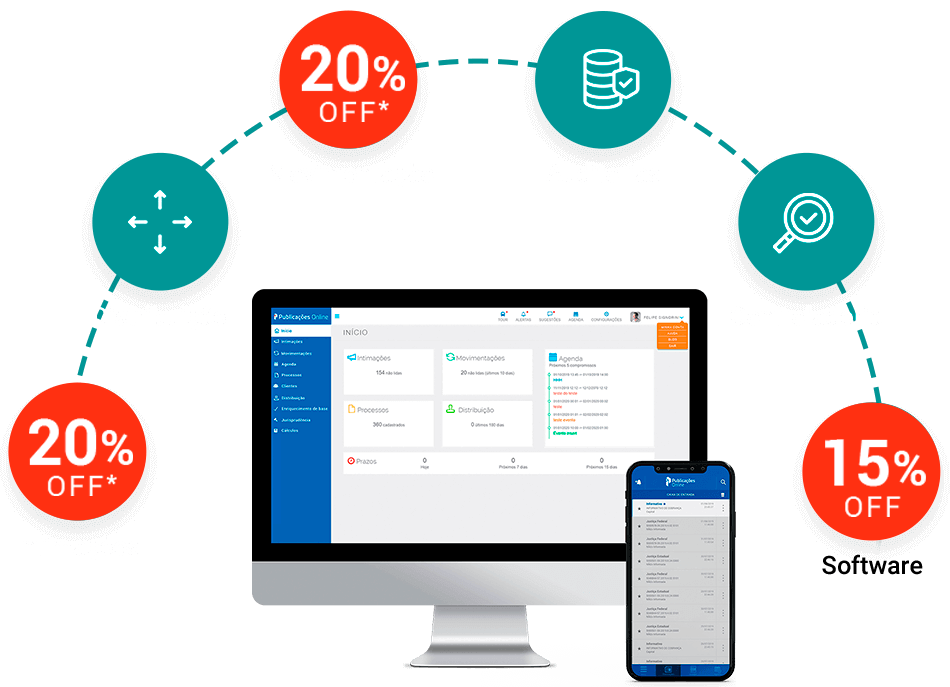 20%
OFF*
20%
OFF*
15%
OFF
Software
Publicações Online
TOUR
ALERTAS
SUGESTÕES
AGENDA
CONFIGURAÇÕES
INÍCIO
Início
Intimações
Movimentações
Agenda
Processos
Clientes
Distribuição
Enriquecimento de base
Jurisprudência
Cálculos
Intimações
154 não lidas
Movimentações
20 não lidas (últimos 10 dias)
Agenda
Próximos 5 compromissos
Processos
360 cadastrados
Distribuição
0 últimos 100 dias
Prazos
0
Hoje
0
Próximos 7 dias
0
Próximos 15 dias
Publicações
Online
CAIXA DE ENTRADA
Informativo
Justiça Federal
Justiça Federal
Justiça Estadual
Justiça Federal
Justiça Estadual
Justiça Federal
Justiça Estadual
Informativo
Informativo